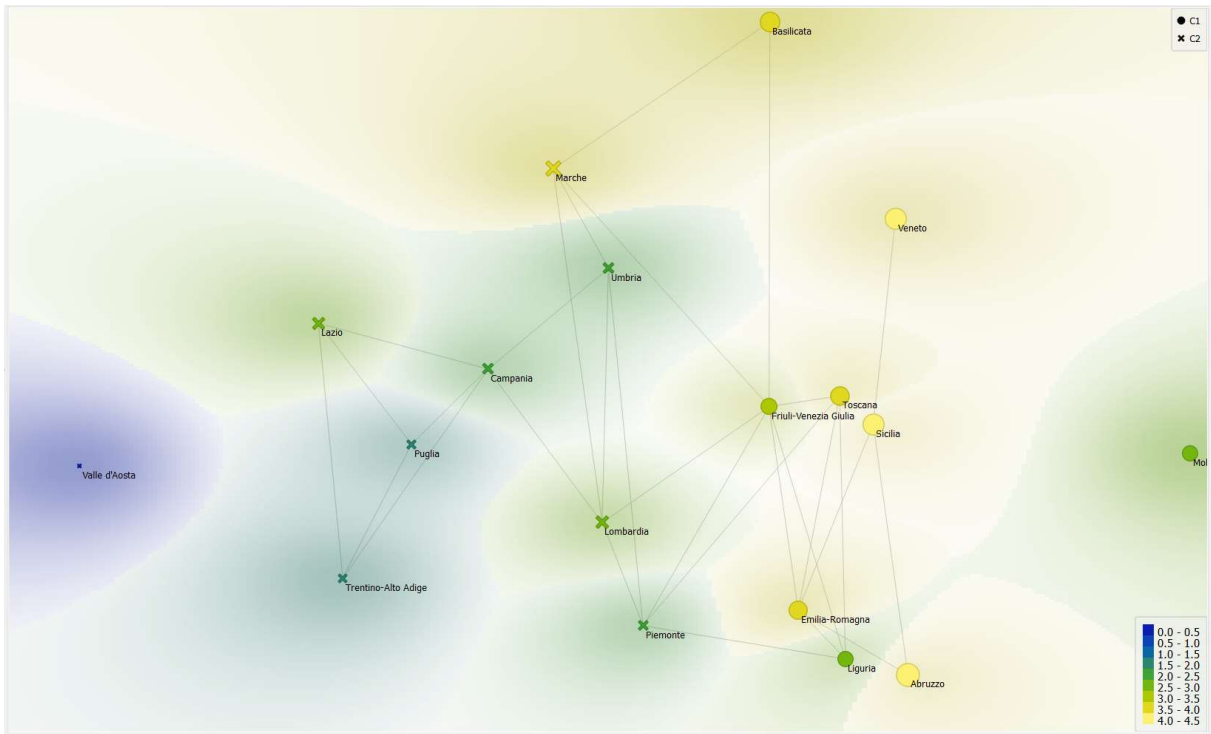 C1
Basilicata
C2
Marche
Veneto
Umbria
Lazio
Campania
Toscana
Friuli-Venezia Giulia
Sicilia
Puglia
Mol
Valle d'Aosta
Lombardia
Trentino-Alto Adige
Emilia-Romagna
Piemonte
Liguria
Abruzzo
0.0 - 0.5
0.5 - 1.0
1.0 - 1.5
1.5 - 2.0
2.0 - 2.5
2.5 - 3.0
3.0 - 3.5
3.5 - 4.0
4.0 - 4.5